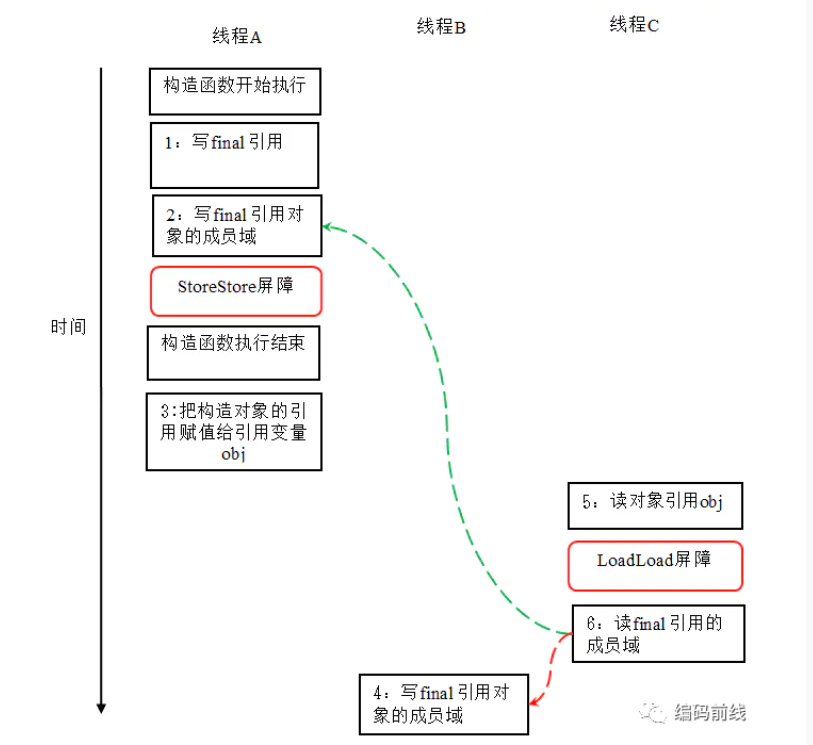 线程A
线程B
线程C
时间
构造函数开始执行
1：写final引用
2：写final引用对
象的成员域
StoreStore屏障
构造函数执行结束
3:把构造对象的引
用赋值给引用变量
obj
5：读对象引用obj
LoadLoad屏障
6：读final引用的
成员域
4：写final引用对
象的成员域
编码前线